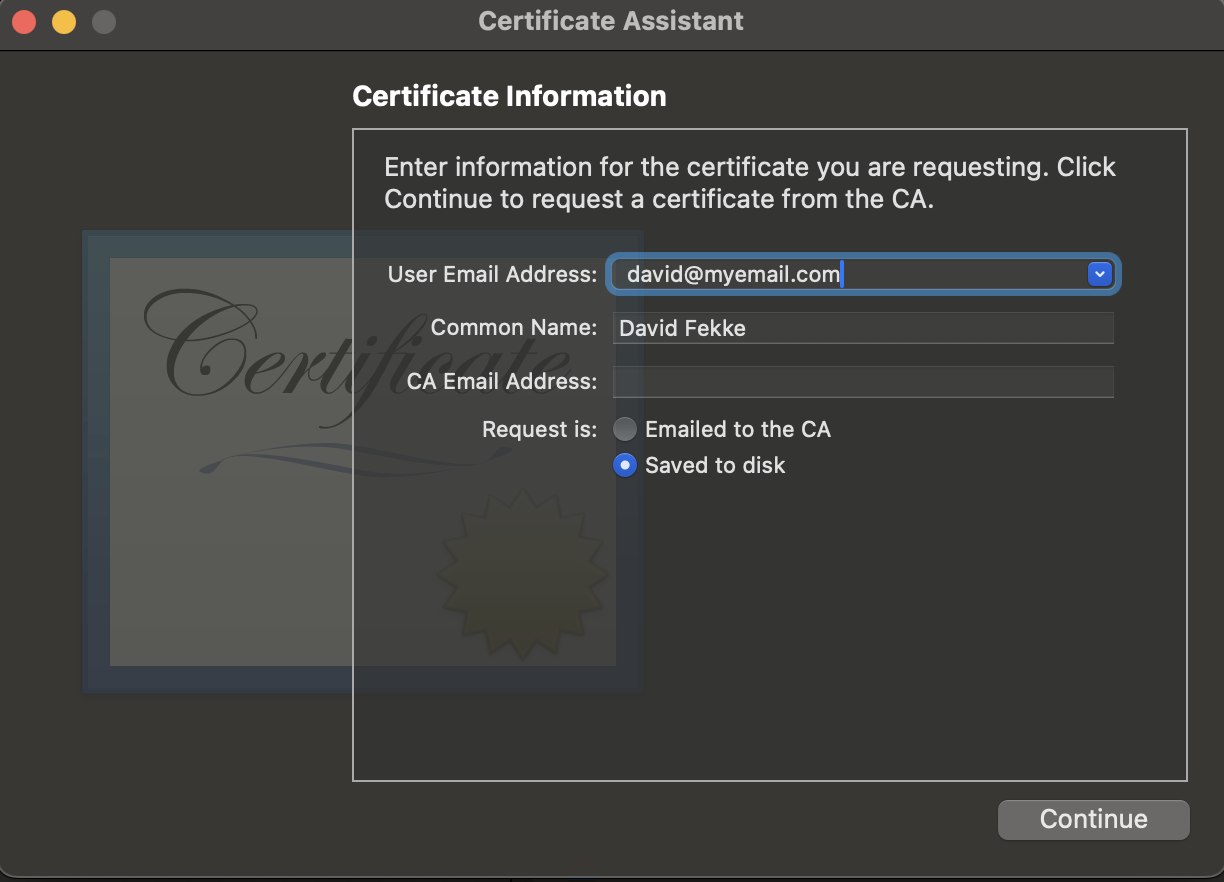 Certificate Assistant
Certificate Information
Enter information for the certificate you are requesting. Click
Continue to request a certificate from the CA.
User Email Address: david@myemail.com
Common Name: David Fekke
CA Email Address:
Request is: Emailed to the CA
Saved to disk
Certificate
Continue